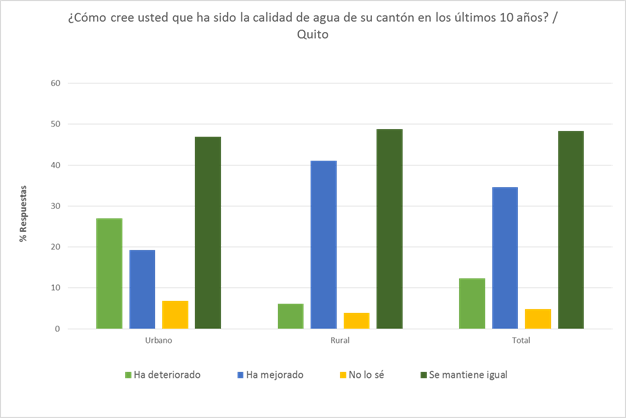 ¿Cómo cree usted que ha sido la calidad de agua de su cantón en los últimos 10 años? /
Quito
60
50
40
30
20
10
0
% Respuestas
Urbano
Rural
Total
Ha deteriorado
Ha mejorado
No lo sé
Se mantiene igual